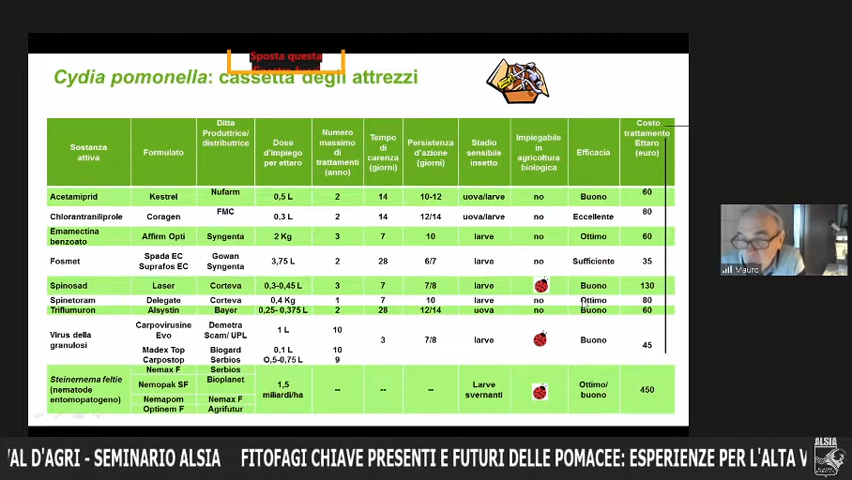 Sposta questa
Cydia pomonella: cassetta degli attrezzi
Sostanza attiva | Formulato | Ditta Produttrice/ distributrice | Dose d'impiego per ettaro | Numero massimo di trattamenti (anno) | Tempo di carenza (giorni) | Persistenza d'azione (giorni) | Stadio sensibile insetto | Impiegabile in agricoltura biologica | Efficacia | Costo trattamento Ettaro (euro)
Acetamiprid | Kestrel | Nufarm | 0,5 L | 2 | 14 | 10-12 | uova/larve | no | Buono | 60
Chlorantraniliprole | Coragen | FMC | 0,3 L | 2 | 14 | 12/14 | uova/larve | no | Eccellente | 80
Emamectina benzoato | Affirm Opti | Syngenta | 2 Kg | 3 | 7 | 10 | larve | no | Ottimo | 60
Fosmet | Spada EC Suprafos EC | Gowan Syngenta | 3,75 L | 2 | 28 | 6/7 | larve | no | Sufficiente | 35
Spinosad | Laser | Corteva | 0,3-0,45 L | 3 | 7 | 7/8 | larve | Buono | 130
Spinetoram | Delegate | Corteva | 0,4 Kg | 1 | 7 | 10 | larve | no | Ottimo | 80
Triflumuron | Alsystin | Bayer | 0,25- 0,375 L | 2 | 28 | 12/14 | uova | no | Buono | 60
Virus della granulosi | Carpovirusine Evo | Demetra Scam/ UPL | 1 L | 10 | 3 | 7/8 | larve | Buono | 45
Madex Top | Biogard | 0,1 L | 10
Carpostop | Serbios | 0,5-0,75 L | 9
Steinernema feltie (nematode entomopatogeno) | Nemax F | Serbios | 1,5 miliardi/ha | -- | -- | -- | Larve svernanti | Ottimo/ buono | 450
Nemopak SF | Bioplanet
Nemapom | Nemax F
Optinem F | Agrifutur
Mauro
/AL D'AGRI - SEMINARIO ALSIA FITOFAGI CHIAVE PRESENTI E FUTURI DELLE POMACEE: ESPERIENZE PER L'ALTA V
ALSIA